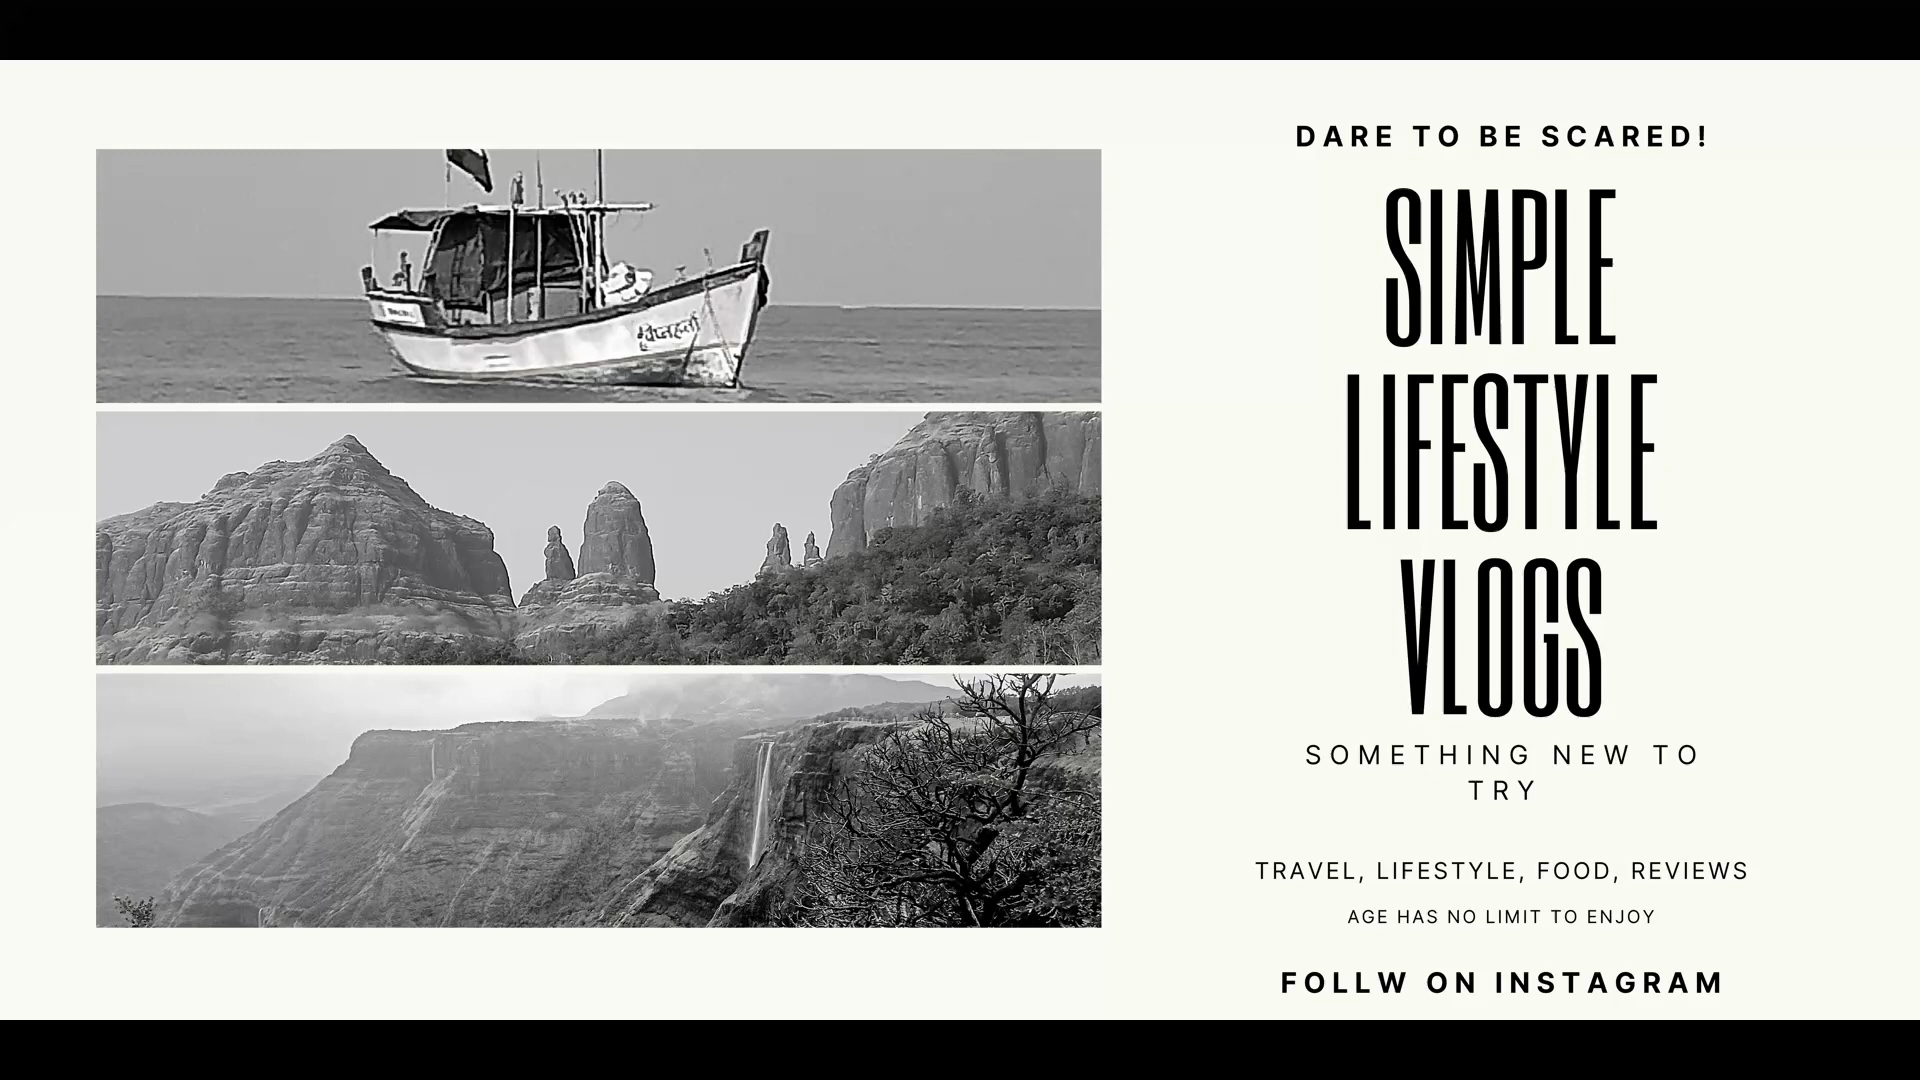 DARE TO BE SCARED!
SIMPLE
LIFESTYLE
VLOGS
SOMETHING NEW TO
TRY
TRAVEL, LIFESTYLE, FOOD, REVIEWS
AGE HAS NO LIMIT TO ENJOY
FOLLW ON INSTAGRAM